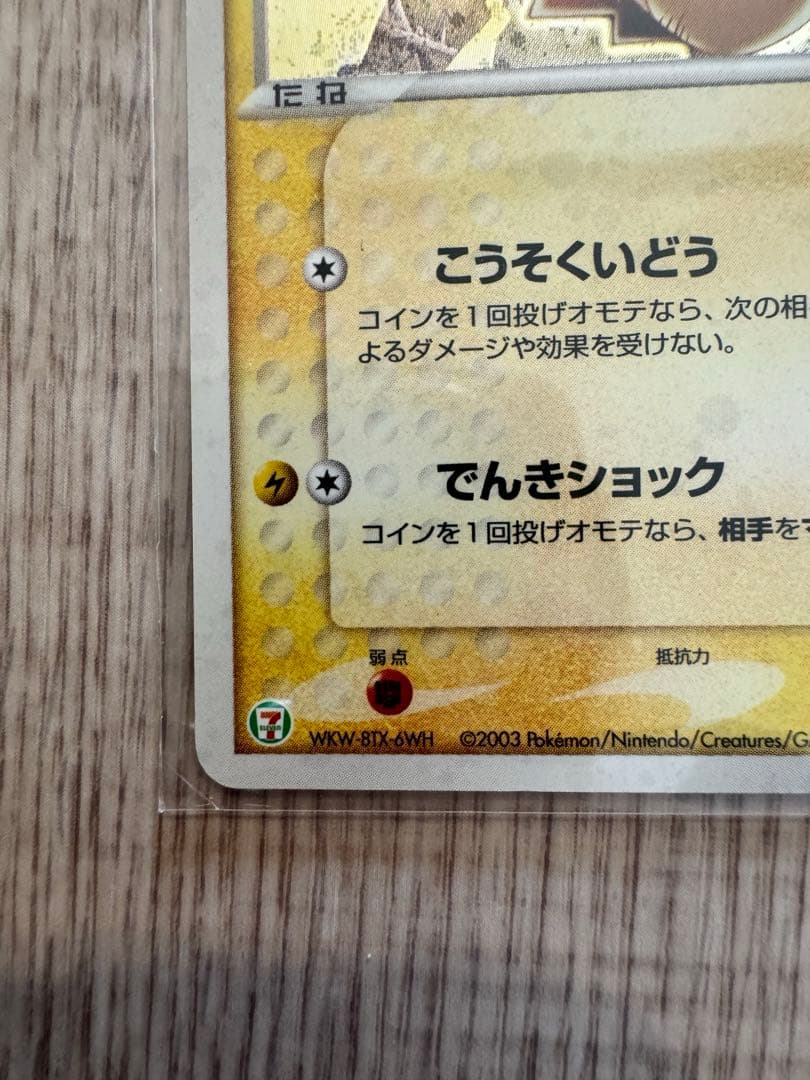 たね
こうそくいどう
コインを1回投げオモテなら、次の相
よるダメージや効果を受けない。
でんきショック
コインを1回投げオモテなら、相手を
弱点
抵抗力
7
ELEVEN
WKW-8TX-6WH ©2003 Pokémon/Nintendo/Creatures/G